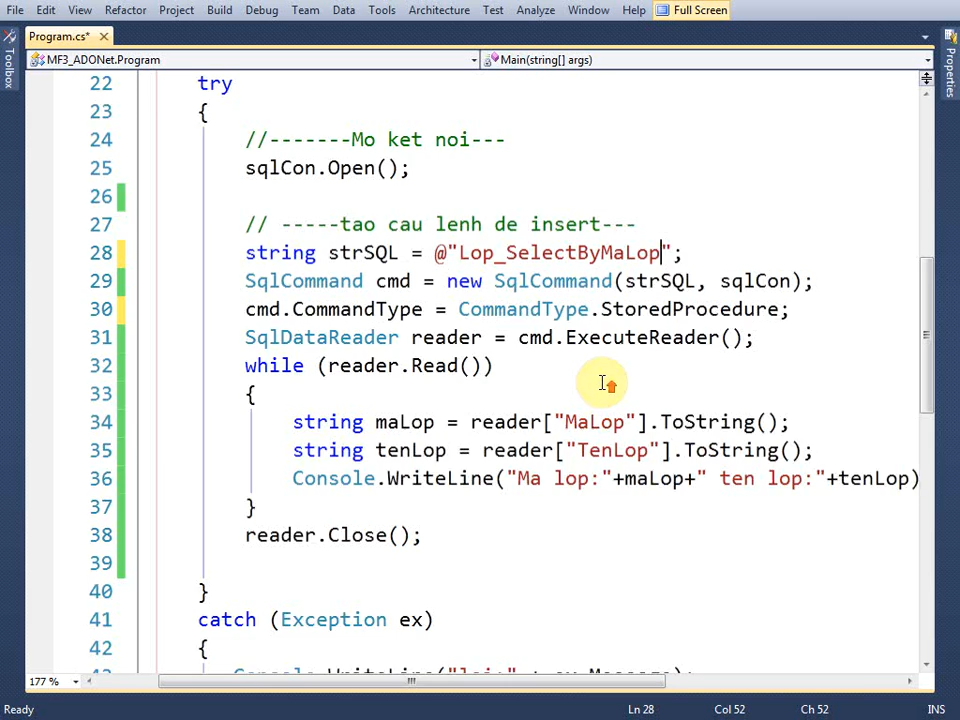 File Edit View Refactor Project Build Debug Team Data Tools Architecture Test Analyze Window Help Full Screen
Program.cs*
MF3_ADONet.Program Main(string[] args)
Toolbox
Properties
22 try
23 {
24 //-------Mo ket noi---
25 sqlCon.Open();
26
27 // -----tao cau lenh de insert---
28 string strSQL = @"Lop_SelectByMaLop";
29 SqlCommand cmd = new SqlCommand(strSQL, sqlCon);
30 cmd.CommandType = CommandType.StoredProcedure;
31 SqlDataReader reader = cmd.ExecuteReader();
32 while (reader.Read())
33 {
34 string maLop = reader["MaLop"].ToString();
35 string tenLop = reader["TenLop"].ToString();
36 Console.WriteLine("Ma lop:"+maLop+" ten lop:"+tenLop)
37 }
38 reader.Close();
39
40 }
41 catch (Exception ex)
42 {
177 %
Ready Ln 28 Col 52 Ch 52 INS